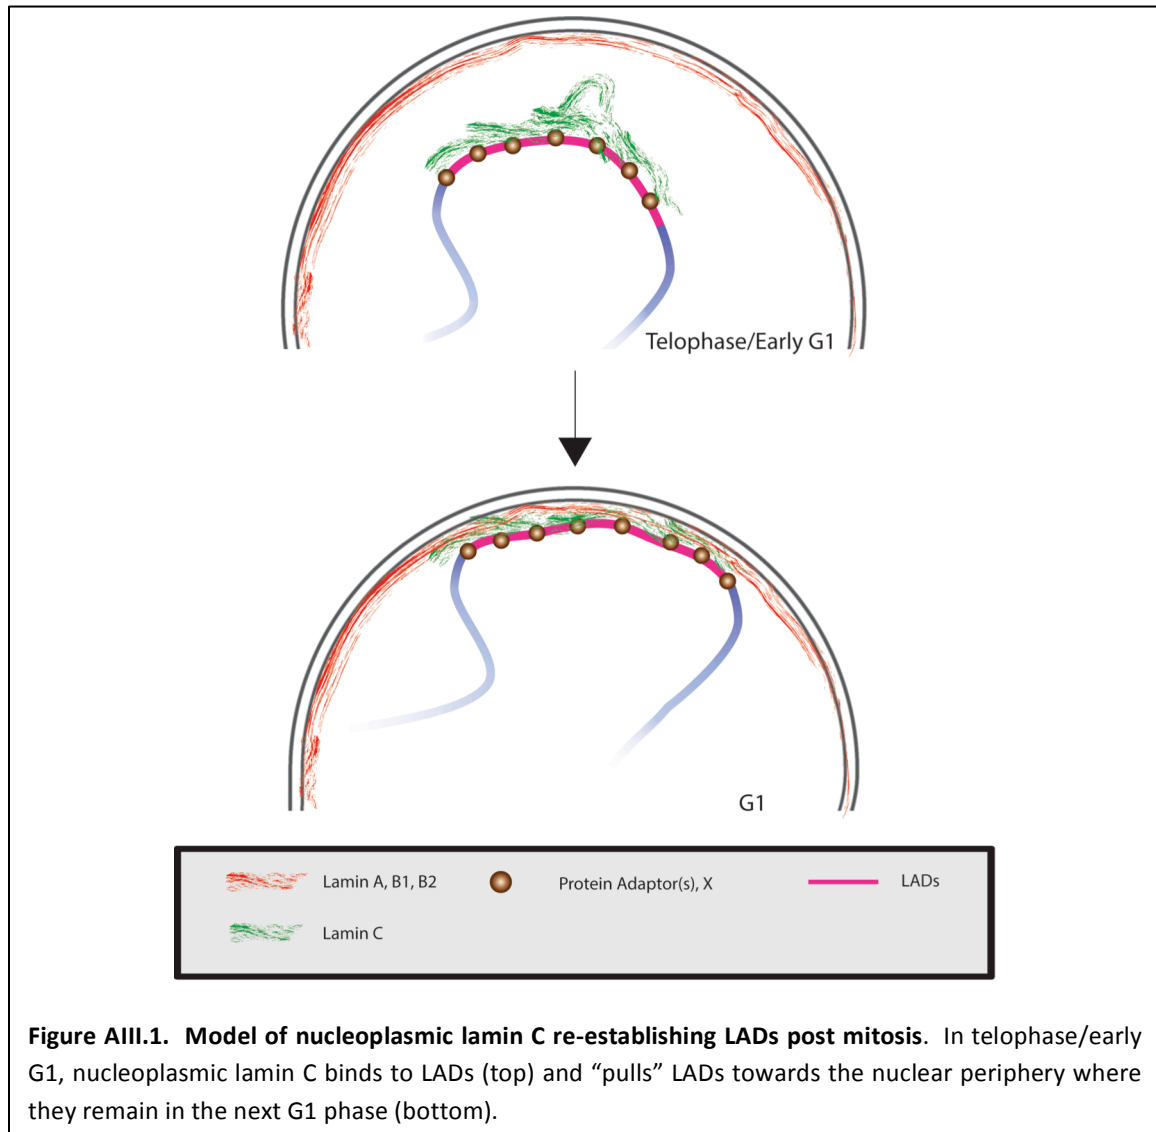 Telophase/Early G1
G1
Lamin A, B1, B2
Protein Adaptor(s), X
LADs
Lamin C
Figure AIII.1. Model of nucleoplasmic lamin C re-establishing LADs post mitosis. In telophase/early
G1, nucleoplasmic lamin C binds to LADs (top) and “pulls” LADs towards the nuclear periphery where
they remain in the next G1 phase (bottom).